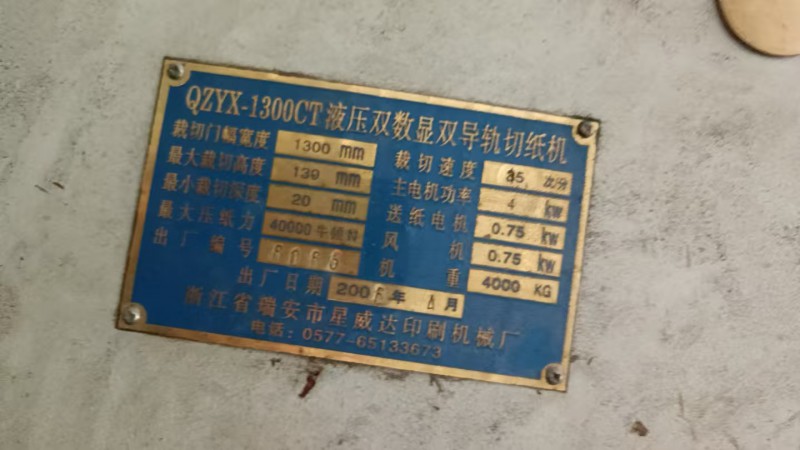 QZYX-1300CT液压双数显双导轨切纸机
裁切门幅宽度 1300 mm 裁切速度 次/分
最大裁切高度 mm 主电机功率 4 kw
最小裁切深度 20 mm 送纸电机 0.75 kw
最大压纸力 40000牛顿 风机 0.75 kw
出厂编号 机重 4000 KG
出厂日期 年 月
浙江省瑞安市星威达印刷机械厂
电话：0577-65133673